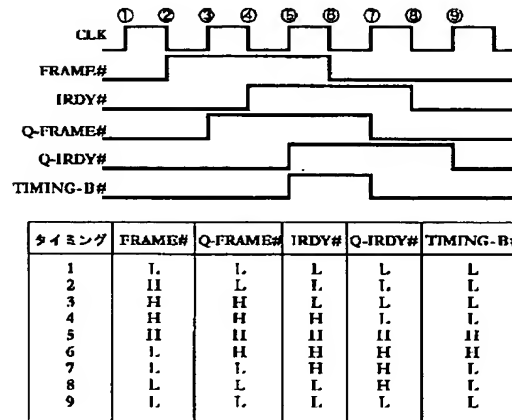 ① ② ③ ④ ⑤ ⑥ ⑦ ⑧ ⑨
CLK
FRAME#
IRDY#
Q-FRAME#
Q-IRDY#
TIMING-B#
タイミング FRAME# Q-FRAME# IRDY# Q-IRDY# TIMING-B#
1 L L L L L
2 H L L L L
3 H H L L L
4 H H H L L
5 H H H H H
6 L H H H H
7 L L H H L
8 L L L H L
9 L L L L L